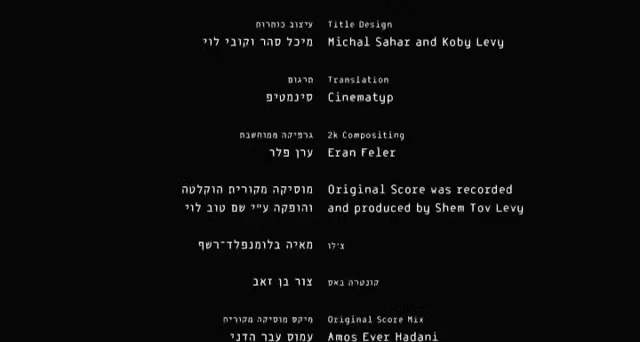 עיצוב כותרות Title Design
מיכל סהר וקובי לוי Michal Sahar and Koby Levy
תרגום Translation
סינמטיפ Cinematyp
גרפיקה ממוחשבת 2k Compositing
ערן פלר Eran Feler
מוסיקה מקורית הוקלטה Original Score was recorded
והופקה ע"י שם טוב לוי and produced by Shem Tov Levy
מאיה בלומנפלד־רשף צ'לו
צור בן זאב קונטרה באס
מיקס מוסיקה מקורית Original Score Mix
עמוס עבר הדני Amos Ever Hadani